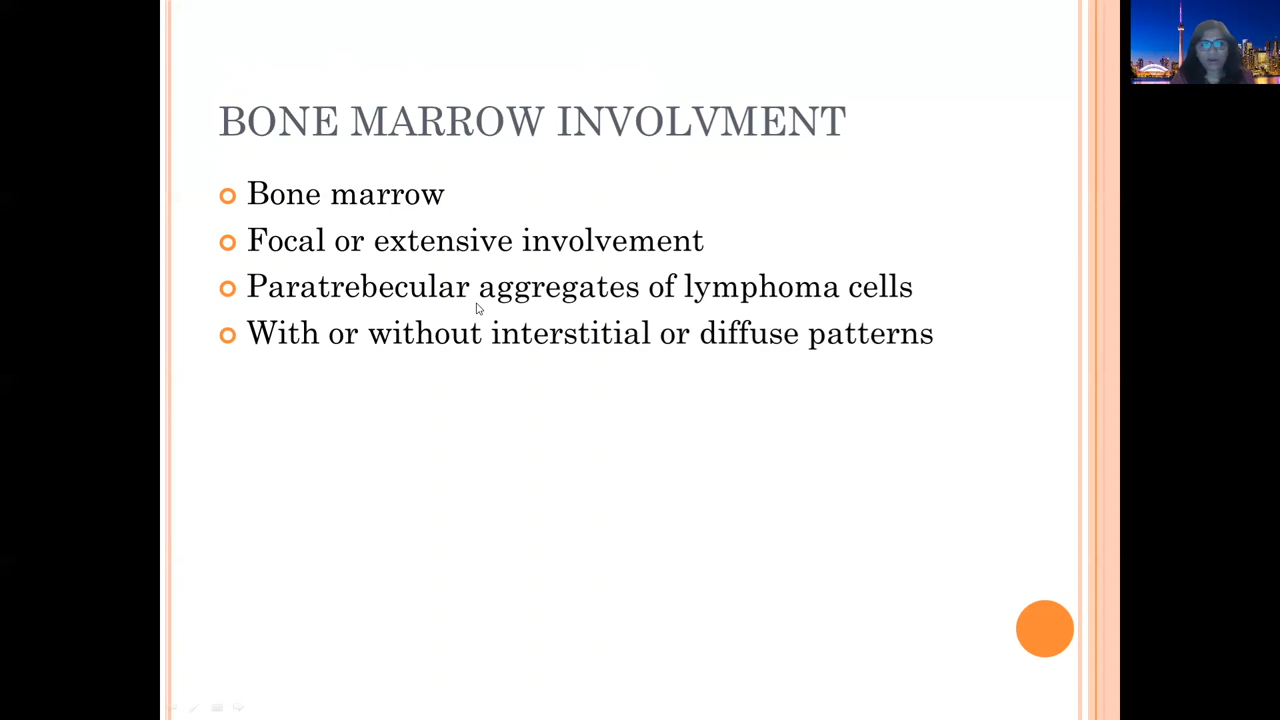 BONE MARROW INVOLVMENT
Bone marrow
Focal or extensive involvement
Paratrebecular aggregates of lymphoma cells
With or without interstitial or diffuse patterns